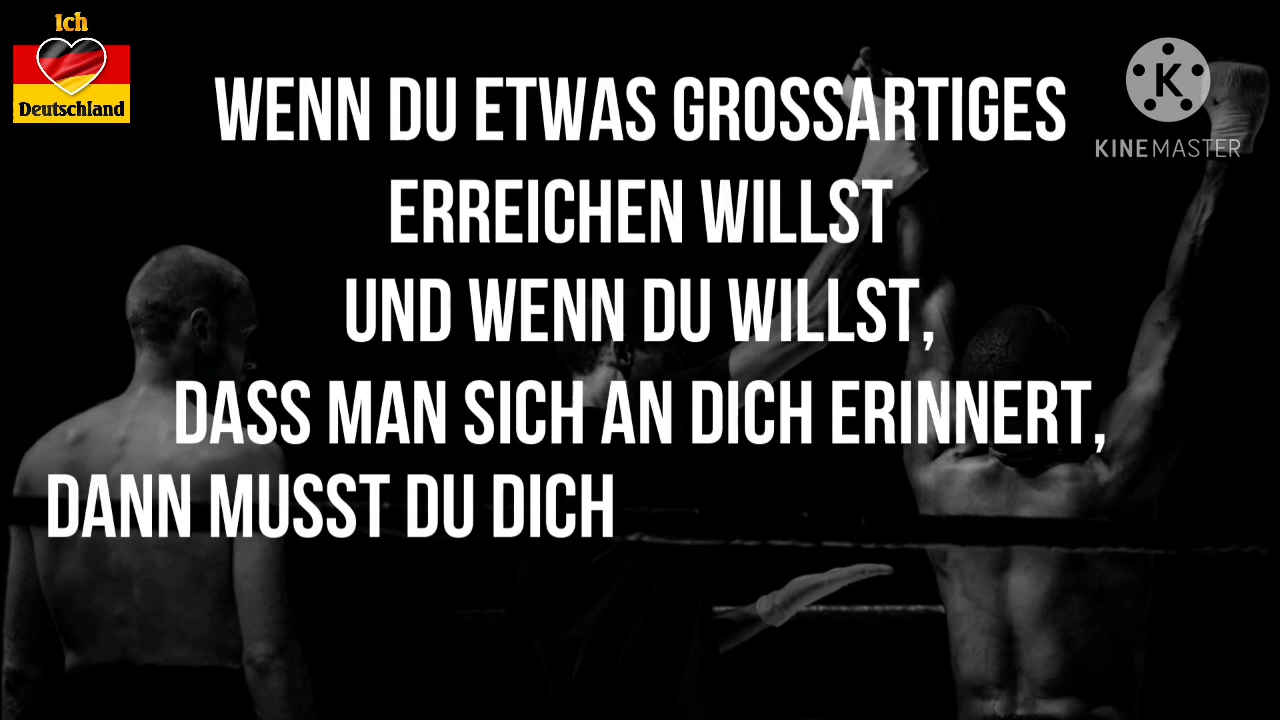 Ich
Deutschland
KINEMASTER
WENN DU ETWAS GROSSARTIGES
ERREICHEN WILLST
UND WENN DU WILLST,
DASS MAN SICH AN DICH ERINNERT,
DANN MUSST DU DICH